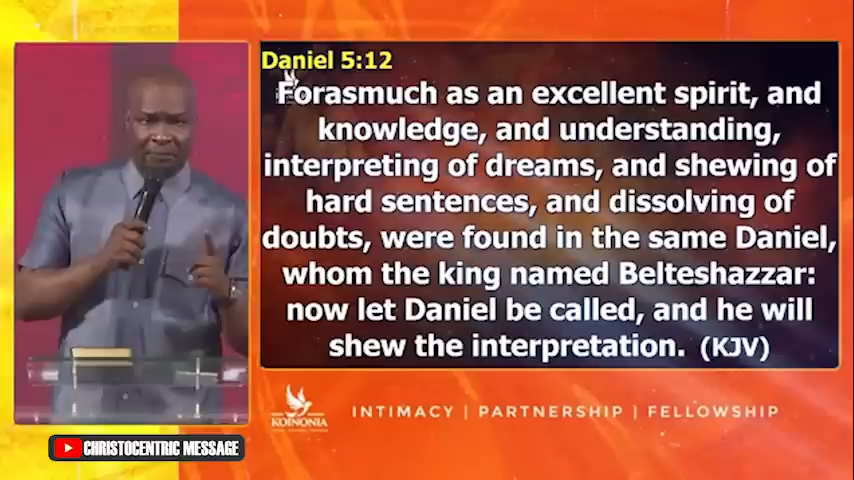 Daniel 5:12
Forasmuch as an excellent spirit, and
knowledge, and understanding,
interpreting of dreams, and shewing of
hard sentences, and dissolving of
doubts, were found in the same Daniel,
whom the king named Belteshazzar:
now let Daniel be called, and he will
shew the interpretation. (KJV)
KOINONIA
INTIMACY | PARTNERSHIP | FELLOWSHIP
CHRISTOCENTRIC MESSAGE